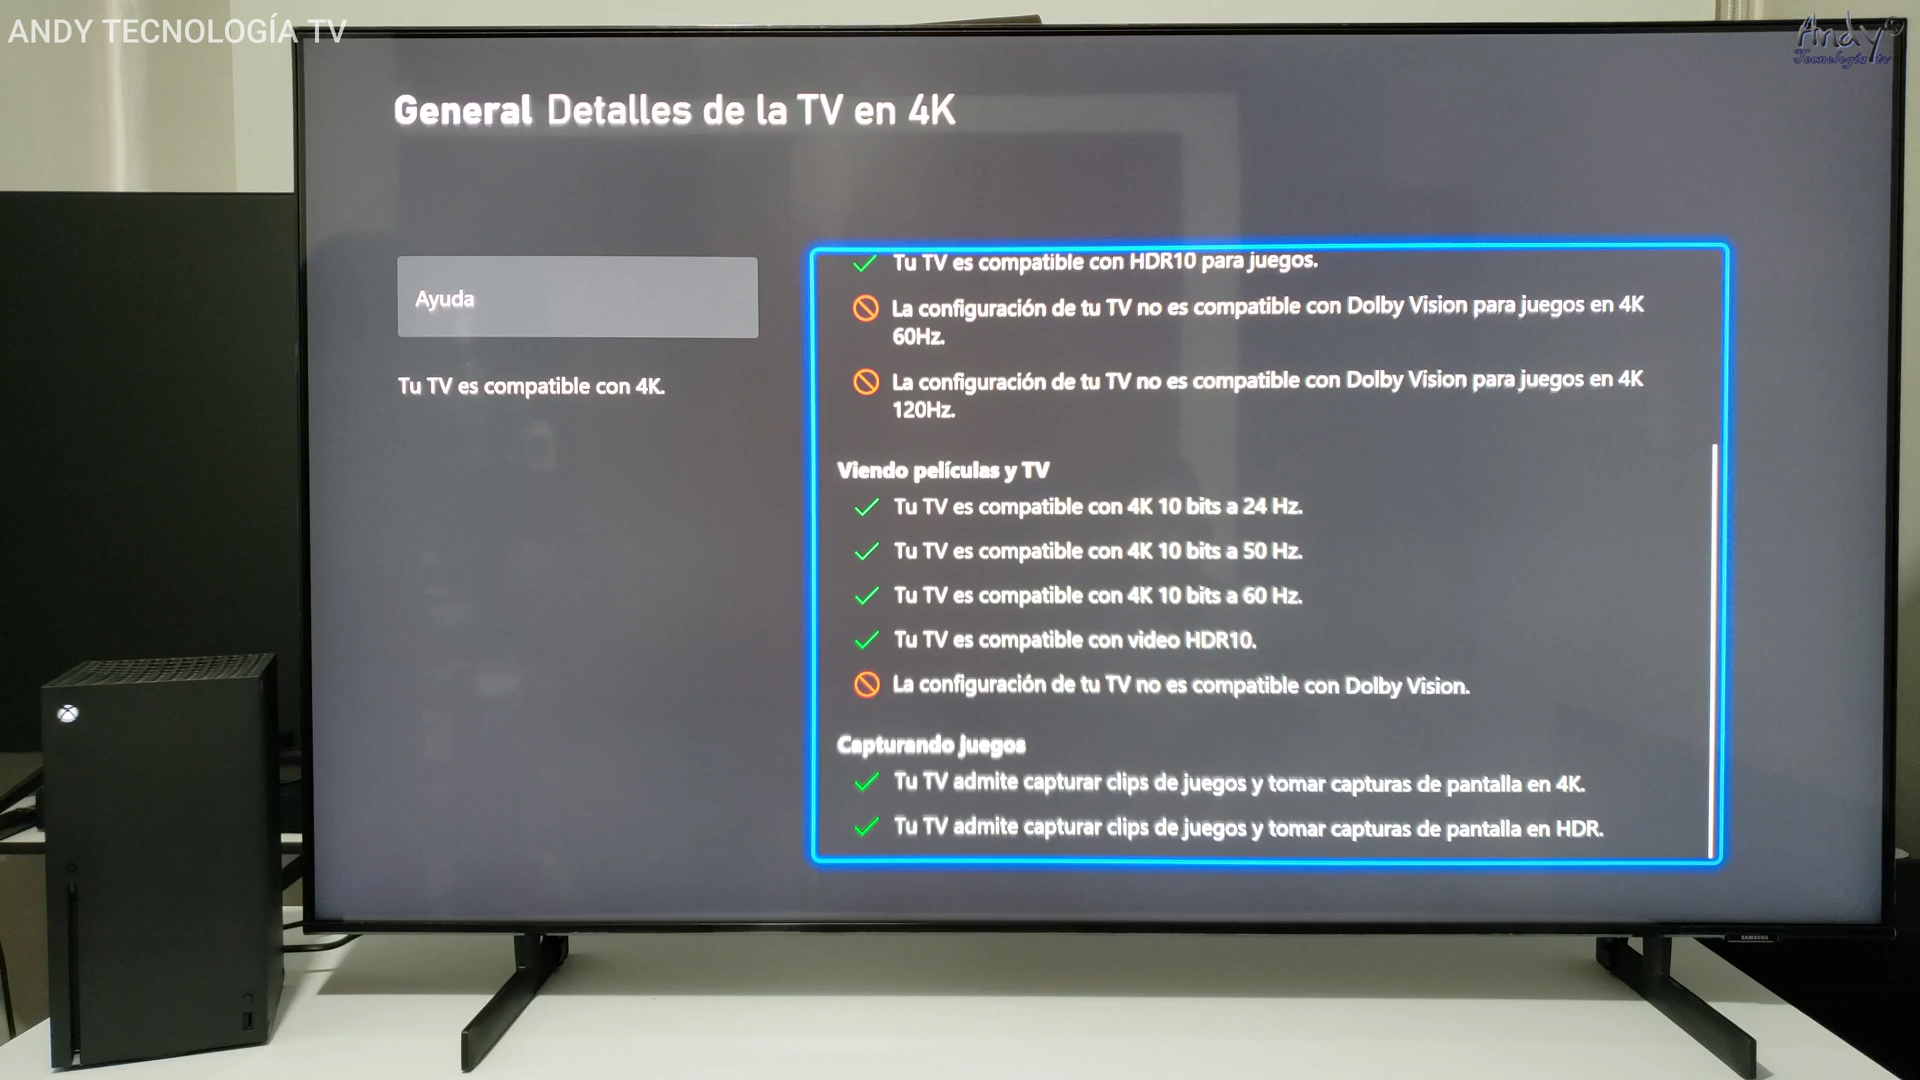 ANDY TECNOLOGÍA TV
Andy
Tecnología tv
General Detalles de la TV en 4K
Ayuda
Tu TV es compatible con 4K.
Tu TV es compatible con HDR10 para juegos.
La configuración de tu TV no es compatible con Dolby Vision para juegos en 4K
60Hz.
La configuración de tu TV no es compatible con Dolby Vision para juegos en 4K
120Hz.
Viendo películas y TV
Tu TV es compatible con 4K 10 bits a 24 Hz.
Tu TV es compatible con 4K 10 bits a 50 Hz.
Tu TV es compatible con 4K 10 bits a 60 Hz.
Tu TV es compatible con video HDR10.
La configuración de tu TV no es compatible con Dolby Vision.
Capturando juegos
Tu TV admite capturar clips de juegos y tomar capturas de pantalla en 4K.
Tu TV admite capturar clips de juegos y tomar capturas de pantalla en HDR.
SAMSUNG